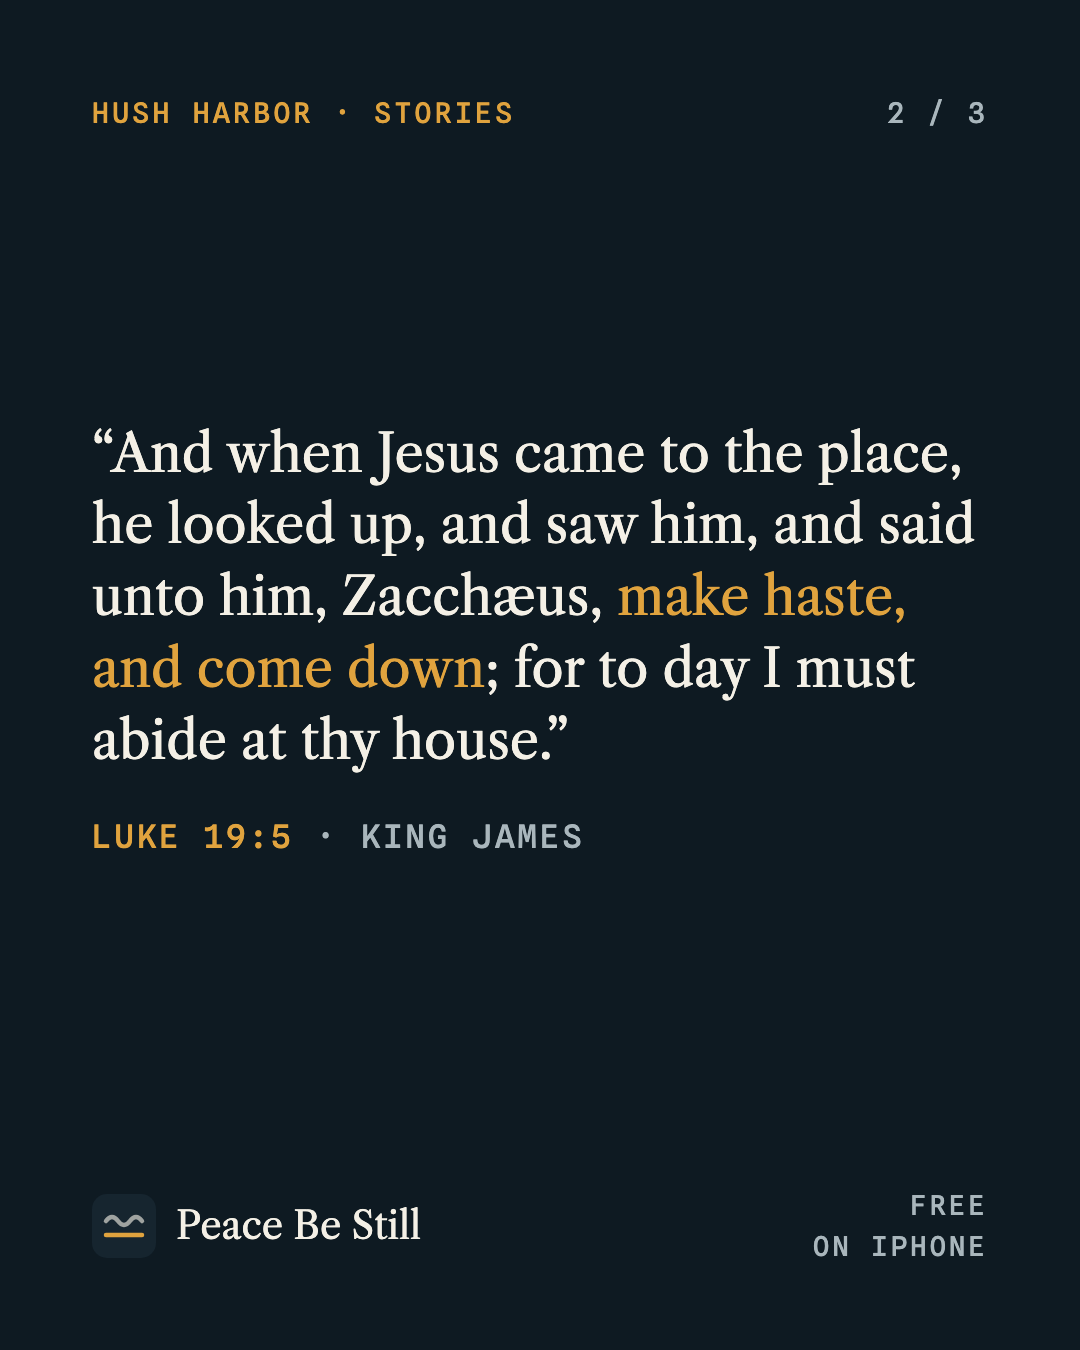 HUSH HARBOR · STORIES
2 / 3
“And when Jesus came to the place,
he looked up, and saw him, and said
unto him, Zacchæus, make haste,
and come down; for to day I must
abide at thy house.”
LUKE 19:5 · KING JAMES
Peace Be Still
FREE
ON IPHONE